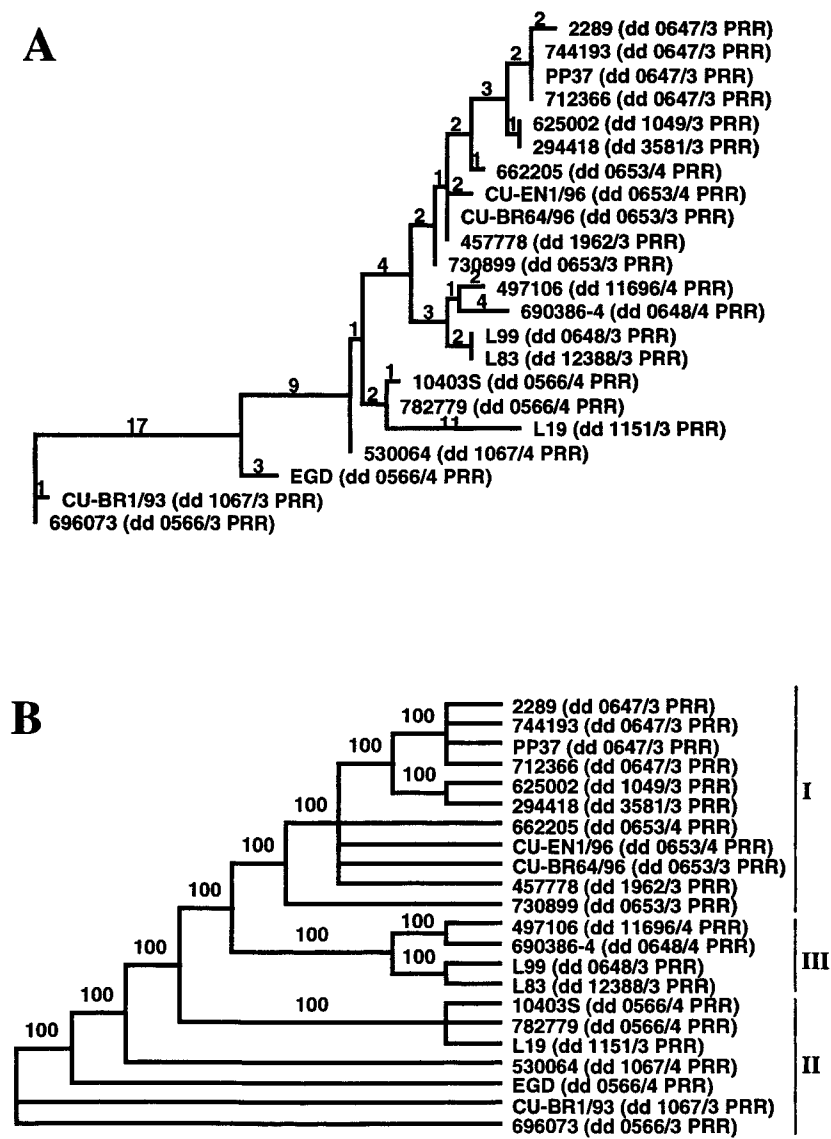 A
2
2289 (dd 0647/3 PRR)
2
744193 (dd 0647/3 PRR)
PP37 (dd 0647/3 PRR)
3
712366 (dd 0647/3 PRR)
2
1
625002 (dd 1049/3 PRR)
294418 (dd 3581/3 PRR)
1
662205 (dd 0653/4 PRR)
1
2
CU-EN1/96 (dd 0653/4 PRR)
2
CU-BR64/96 (dd 0653/3 PRR)
457778 (dd 1962/3 PRR)
4
730899 (dd 0653/3 PRR)
2
1
497106 (dd 11696/4 PRR)
4
3
690386-4 (dd 0648/4 PRR)
1
2
L99 (dd 0648/3 PRR)
L83 (dd 12388/3 PRR)
1
9
10403S (dd 0566/4 PRR)
2
782779 (dd 0566/4 PRR)
17
11
L19 (dd 1151/3 PRR)
530064 (dd 1067/4 PRR)
3
EGD (dd 0566/4 PRR)
1
CU-BR1/93 (dd 1067/3 PRR)
696073 (dd 0566/3 PRR)
B
100
2289 (dd 0647/3 PRR)
744193 (dd 0647/3 PRR)
100
PP37 (dd 0647/3 PRR)
712366 (dd 0647/3 PRR)
100
625002 (dd 1049/3 PRR)
I
294418 (dd 3581/3 PRR)
100
662205 (dd 0653/4 PRR)
100
CU-EN1/96 (dd 0653/4 PRR)
CU-BR64/96 (dd 0653/3 PRR)
100
457778 (dd 1962/3 PRR)
730899 (dd 0653/3 PRR)
100
497106 (dd 11696/4 PRR)
100
690386-4 (dd 0648/4 PRR)
100
100
L99 (dd 0648/3 PRR)
III
L83 (dd 12388/3 PRR)
100
100
10403S (dd 0566/4 PRR)
782779 (dd 0566/4 PRR)
100
L19 (dd 1151/3 PRR)
530064 (dd 1067/4 PRR)
II
EGD (dd 0566/4 PRR)
CU-BR1/93 (dd 1067/3 PRR)
696073 (dd 0566/3 PRR)